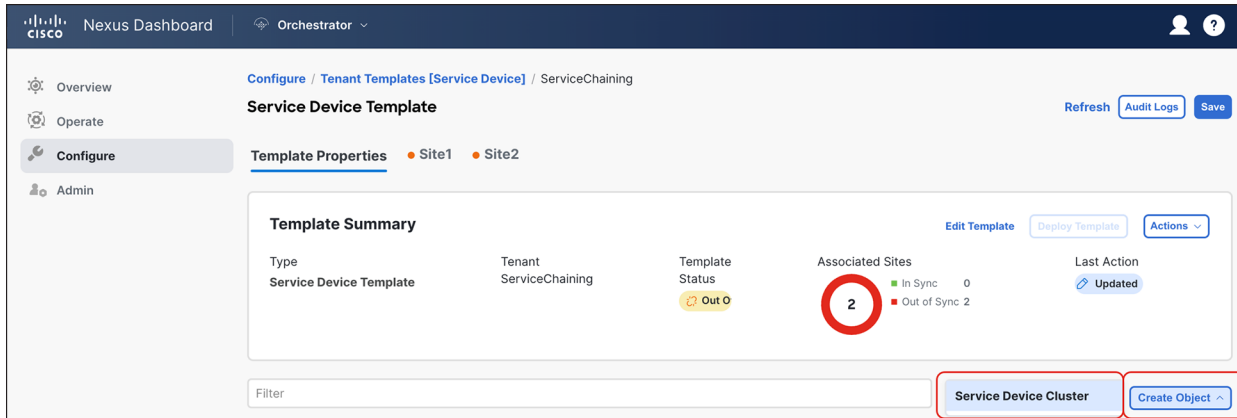 CISCO Nexus Dashboard Orchestrator
Configure / Tenant Templates [Service Device] / ServiceChaining
Service Device Template
Refresh Audit Logs Save
Overview
Operate
Configure
Admin
Template Properties Site1 Site2
Template Summary
Edit Template Deploy Template Actions
Type
Service Device Template
Tenant
ServiceChaining
Template
Status
Out O
Associated Sites
2
In Sync 0
Out of Sync 2
Last Action
Updated
Filter
Service Device Cluster
Create Object